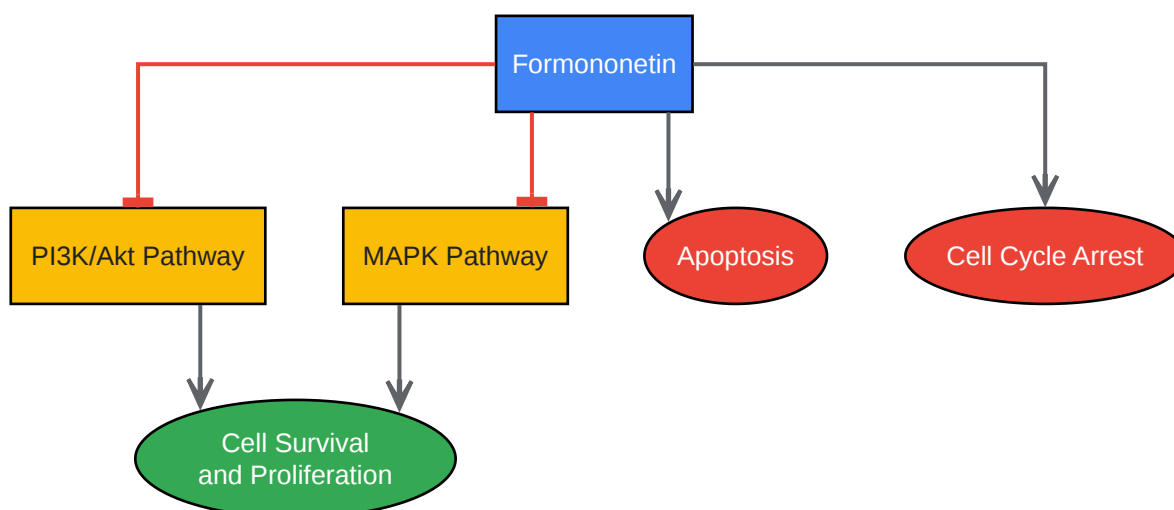 Formononetin
PI3K/Akt Pathway
MAPK Pathway
Apoptosis
Cell Cycle Arrest
Cell Survival
and Proliferation